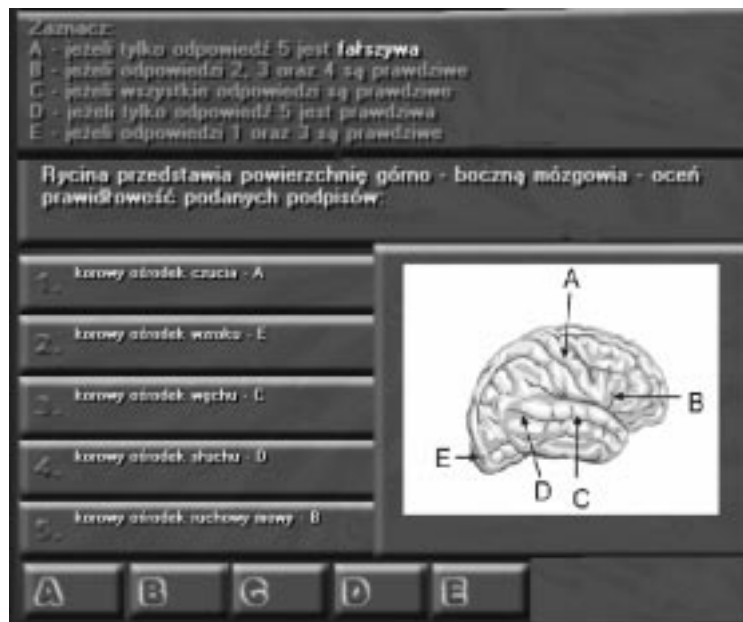 Zaznacz:
A - jeżeli tylko odpowiedź 5 jest fałszywa
B - jeżeli odpowiedzi 2, 3 oraz 4 są prawdziwe
C - jeżeli wszystkie odpowiedzi są prawdziwe
D - jeżeli tylko odpowiedź 5 jest prawdziwa
E - jeżeli odpowiedzi 1 oraz 3 są prawdziwe
Rycina przedstawia powierzchnię górno - boczną mózgowia - oceń
prawidłowość podanych podpisów:
1. korowy ośrodek czucia - A
2. korowy ośrodek wzroku - E
3. korowy ośrodek węchu - C
4. korowy ośrodek słuchu - D
5. korowy ośrodek ruchowy mowy - B
A
B
E
D
C
A B C D E